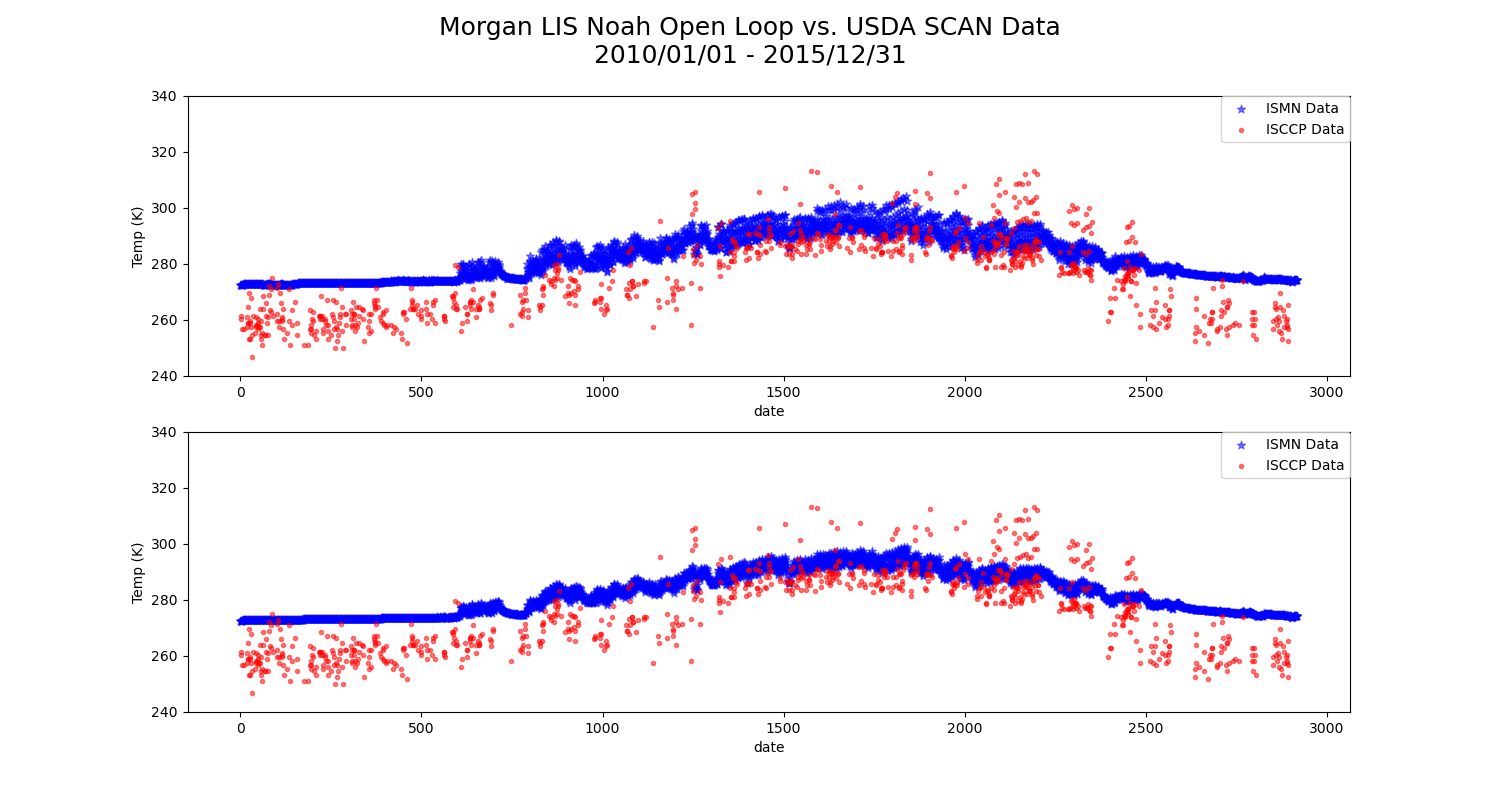 Morgan LIS Noah Open Loop vs. USDA SCAN Data
2010/01/01 - 2015/12/31
340
320
300
280
260
240
Temp (K)
ISMN Data
ISCCP Data
0 500 1000 1500 2000 2500 3000
date
340
320
300
280
260
240
Temp (K)
ISMN Data
ISCCP Data
0 500 1000 1500 2000 2500 3000
date